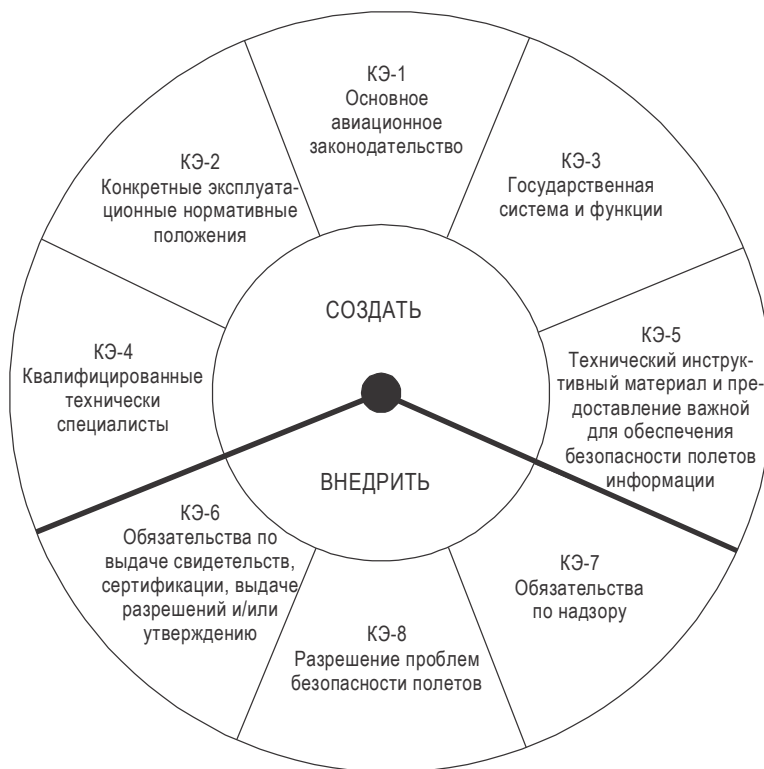 КЭ-1
Основное
авиационное
законодательство
КЭ-2
Конкретные эксплуата-
ционные нормативные
положения
КЭ-3
Государственная
система и функции
СОЗДАТЬ
КЭ-4
Квалифицированные
технически
специалисты
КЭ-5
Технический инструк-
тивный материал и пре-
доставление важной
для обеспечения
безопасности полетов
информации
ВНЕДРИТЬ
КЭ-6
Обязательства по
выдаче свидетельств,
сертификации, выдаче
разрешений и/или
утверждению
КЭ-7
Обязательства
по надзору
КЭ-8
Разрешение проблем
безопасности полетов